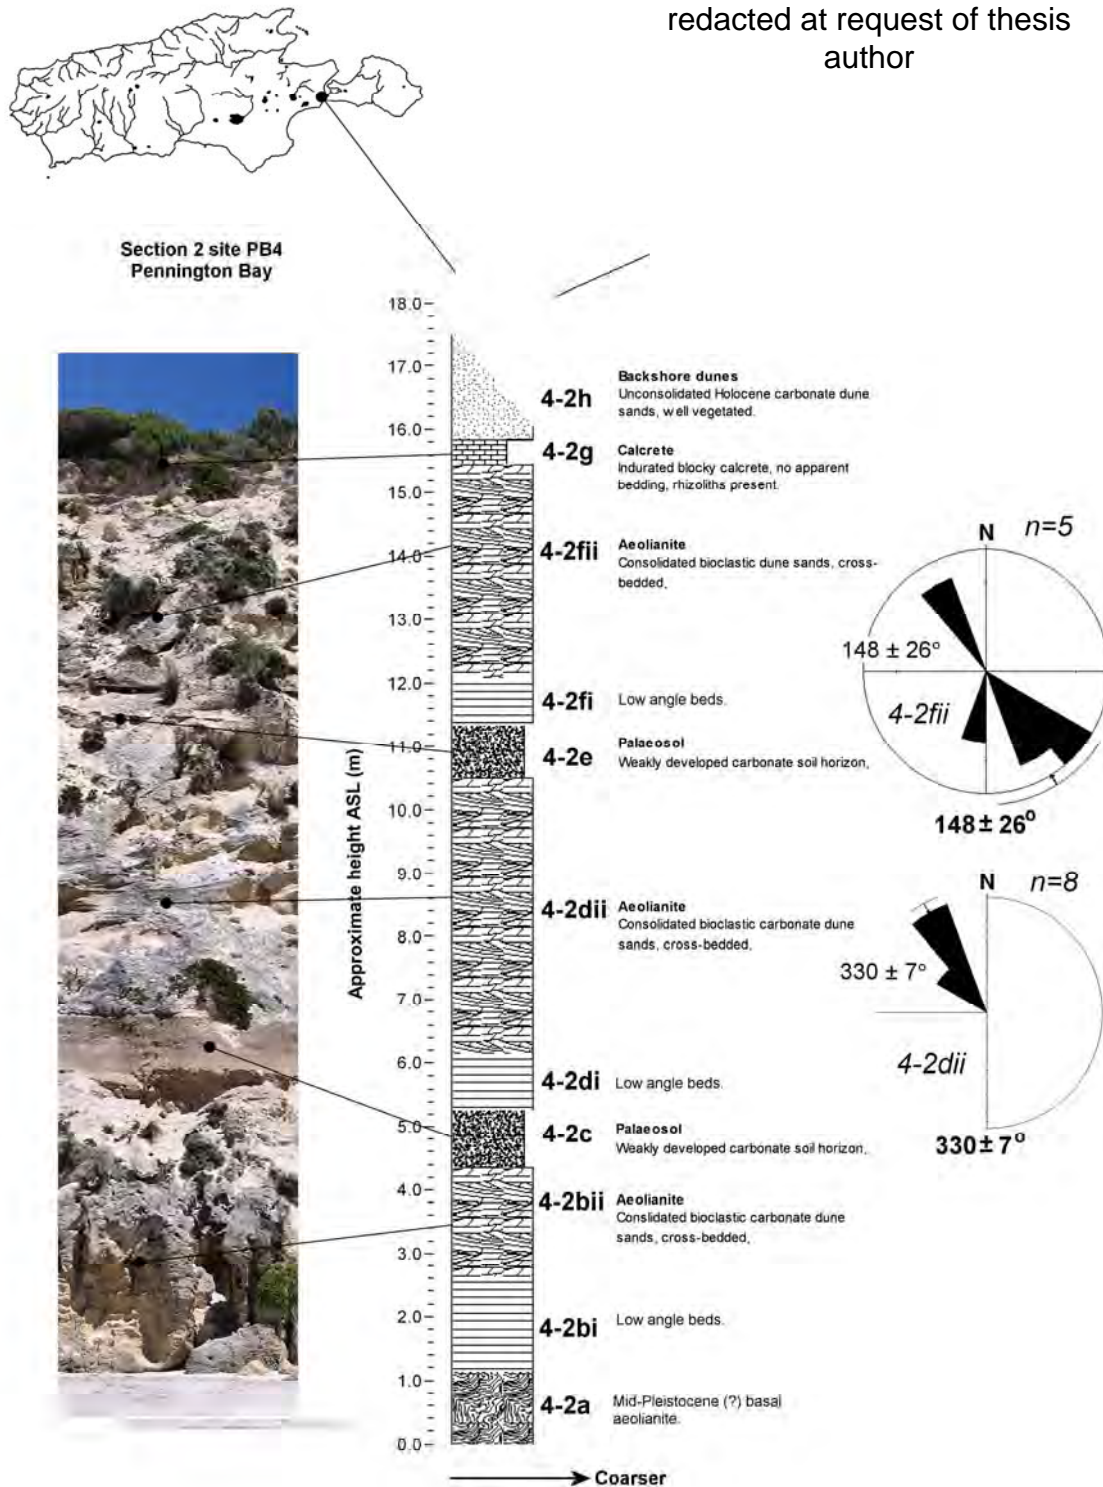 redacted at request of thesis
author
Section 2 site PB4
Pennington Bay
Approximate height ASL (m)
18.0
17.0
16.0
15.0
14.0
13.0
12.0
11.0
10.0
9.0
8.0
7.0
6.0
5.0
4.0
3.0
2.0
1.0
0.0
4-2h
Backshore dunes
Unconsolidated Holocene carbonate dune
sands, well vegetated.
4-2g
Calcrete
Indurated blocky calcrete, no apparent
bedding, rhizoliths present.
4-2fii
Aeolianite
Consolidated bioclastic dune sands, cross-
bedded,
4-2fi
Low angle beds.
4-2e
Palaeosol
Weakly developed carbonate soil horizon,
4-2dii
Aeolianite
Consolidated bioclastic carbonate dune
sands, cross-bedded,
4-2di
Low angle beds.
4-2c
Palaeosol
Weakly developed carbonate soil horizon,
4-2bii
Aeolianite
Conslidated bioclastic carbonate dune
sands, cross-bedded,
4-2bi
Low angle beds.
4-2a
Mid-Pleistocene (?) basal
aeolianite.
Coarser
N
n=5
148 ± 26°
4-2fii
148 ± 26°
N
n=8
330 ± 7°
4-2dii
330 ± 7°